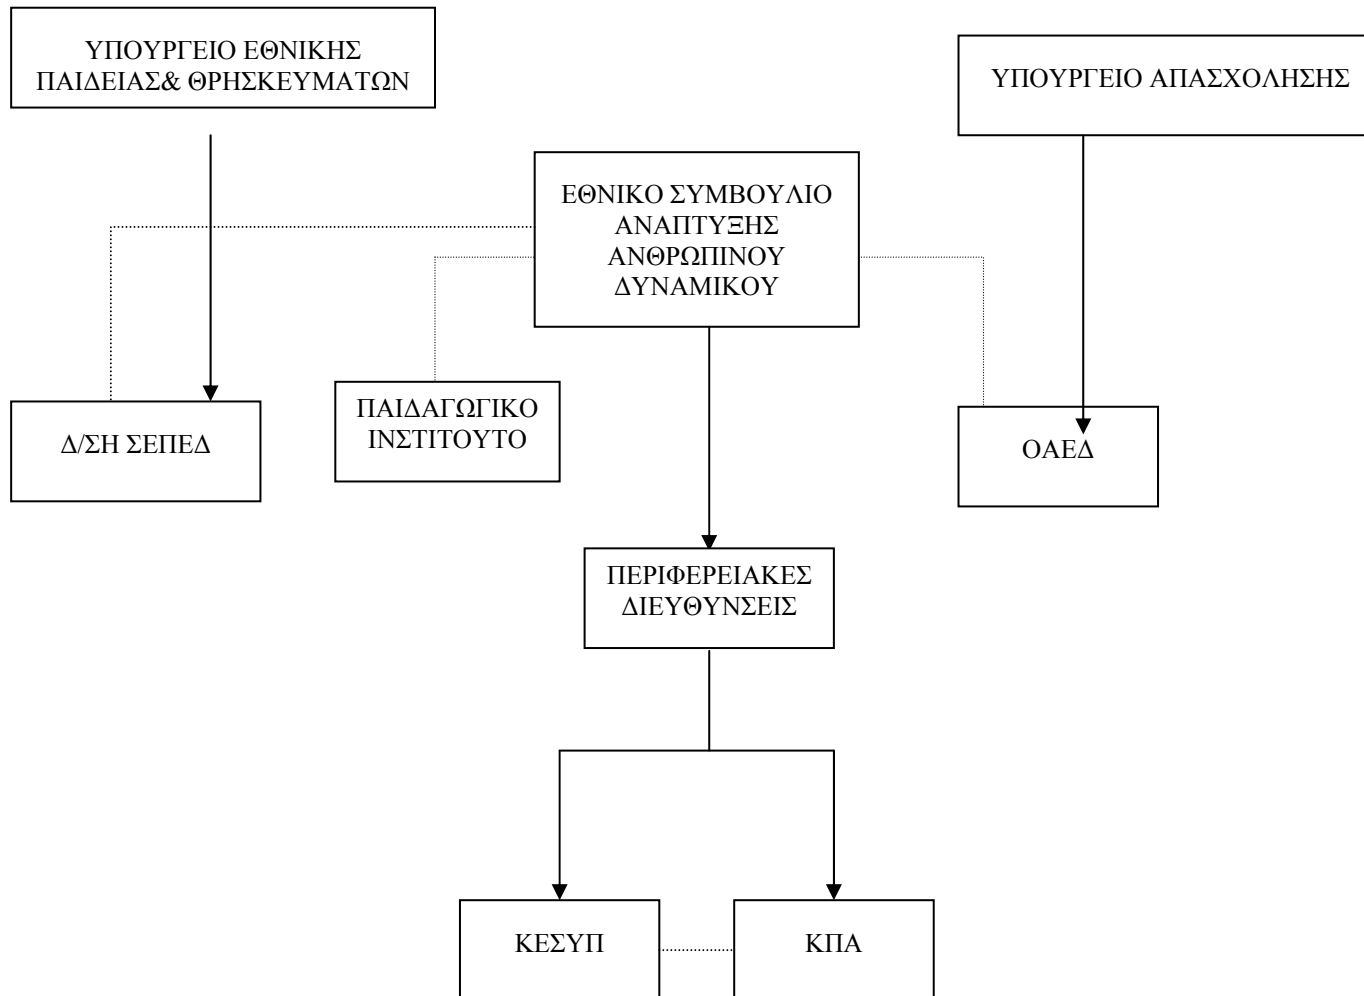 ΥΠΟΥΡΓΕΙΟ ΕΘΝΙΚΗΣ
ΠΑΙΔΕΙΑΣ& ΘΡΗΣΚΕΥΜΑΤΩΝ
ΥΠΟΥΡΓΕΙΟ ΑΠΑΣΧΟΛΗΣΗΣ
ΕΘΝΙΚΟ ΣΥΜΒΟΥΛΙΟ
ΑΝΑΠΤΥΞΗΣ
ΑΝΘΡΩΠΙΝΟΥ
ΔΥΝΑΜΙΚΟΥ
Δ/ΣΗ ΣΕΠΕΔ
ΠΑΙΔΑΓΩΓΙΚΟ
ΙΝΣΤΙΤΟΥΤΟ
ΟΑΕΔ
ΠΕΡΙΦΕΡΕΙΑΚΕΣ
ΔΙΕΥΘΥΝΣΕΙΣ
ΚΕΣΥΠ
ΚΠΑ